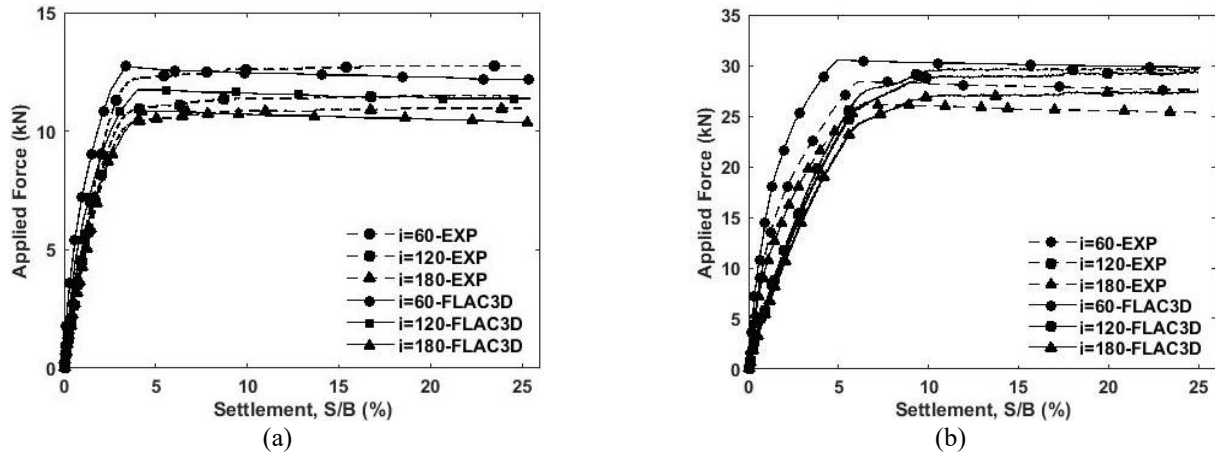 15
10
5
0
Applied Force (kN)
i=60-EXP
i=120-EXP
i=180-EXP
i=60-FLAC3D
i=120-FLAC3D
i=180-FLAC3D
0 5 10 15 20 25
Settlement, S/B (%)
(a)
35
30
25
20
15
10
5
0
Applied Force (kN)
i=60-EXP
i=120-EXP
i=180-EXP
i=60-FLAC3D
i=120-FLAC3D
i=180-FLAC3D
0 5 10 15 20 25
Settlement, S/B (%)
(b)